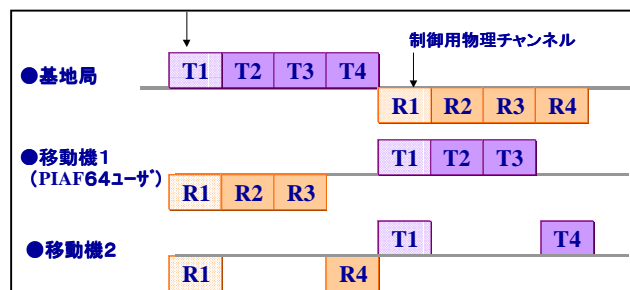 制御用物理チャンネル
●基地局
T1 T2 T3 T4
R1 R2 R3 R4
●移動機1
(PIAF64ユーザ)
T1 T2 T3
R1 R2 R3
●移動機2
T1 T4
R1 R4